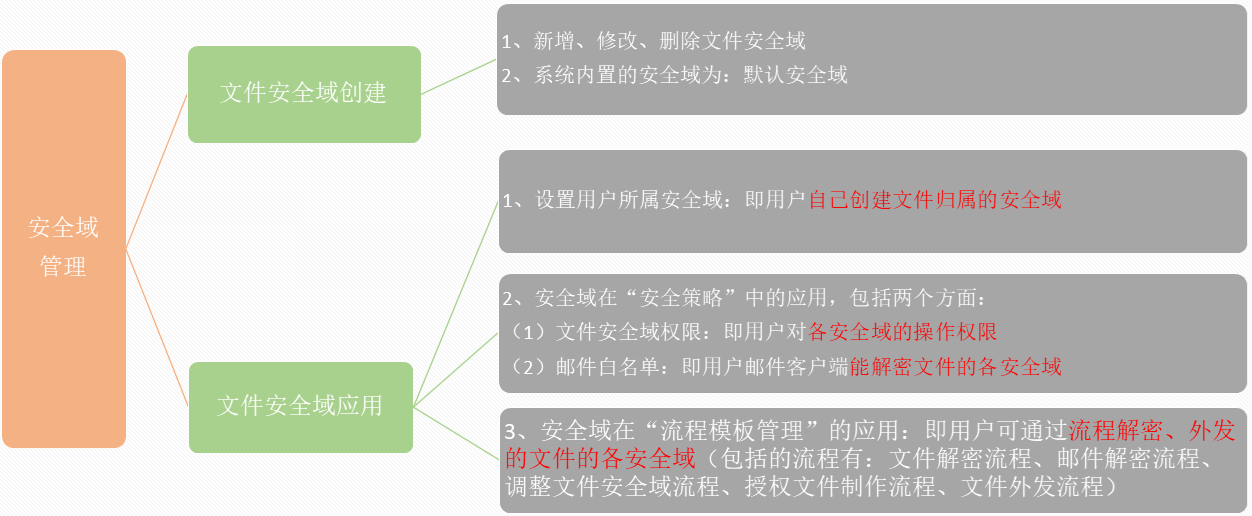 安全域
管理
文件安全域创建
1、新增、修改、删除文件安全域
2、系统内置的安全域为：默认安全域
文件安全域应用
1、设置用户所属安全域：即用户自己创建文件归属的安全域
2、安全域在“安全策略”中的应用，包括两个方面：
（1）文件安全域权限：即用户对各安全域的操作权限
（2）邮件白名单：即用户邮件客户端能解密文件的各安全域
3、安全域在“流程模板管理”的应用：即用户可通过流程解密、外发
的文件的各安全域（包括的流程有：文件解密流程、邮件解密流程、
调整文件安全域流程、授权文件制作流程、文件外发流程）